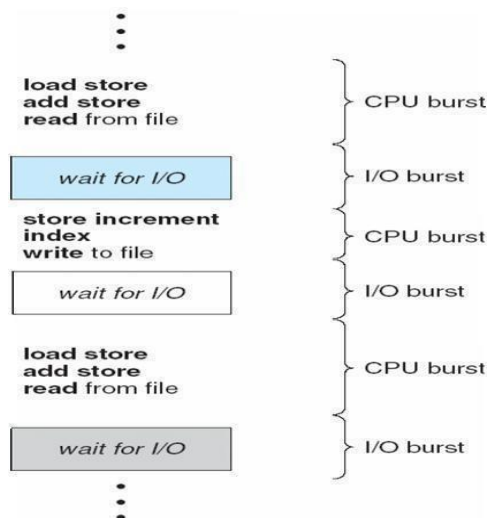 load store
add store
read from file
CPU burst
wait for I/O
I/O burst
store increment
index
write to file
CPU burst
wait for I/O
I/O burst
load store
add store
read from file
CPU burst
wait for I/O
I/O burst